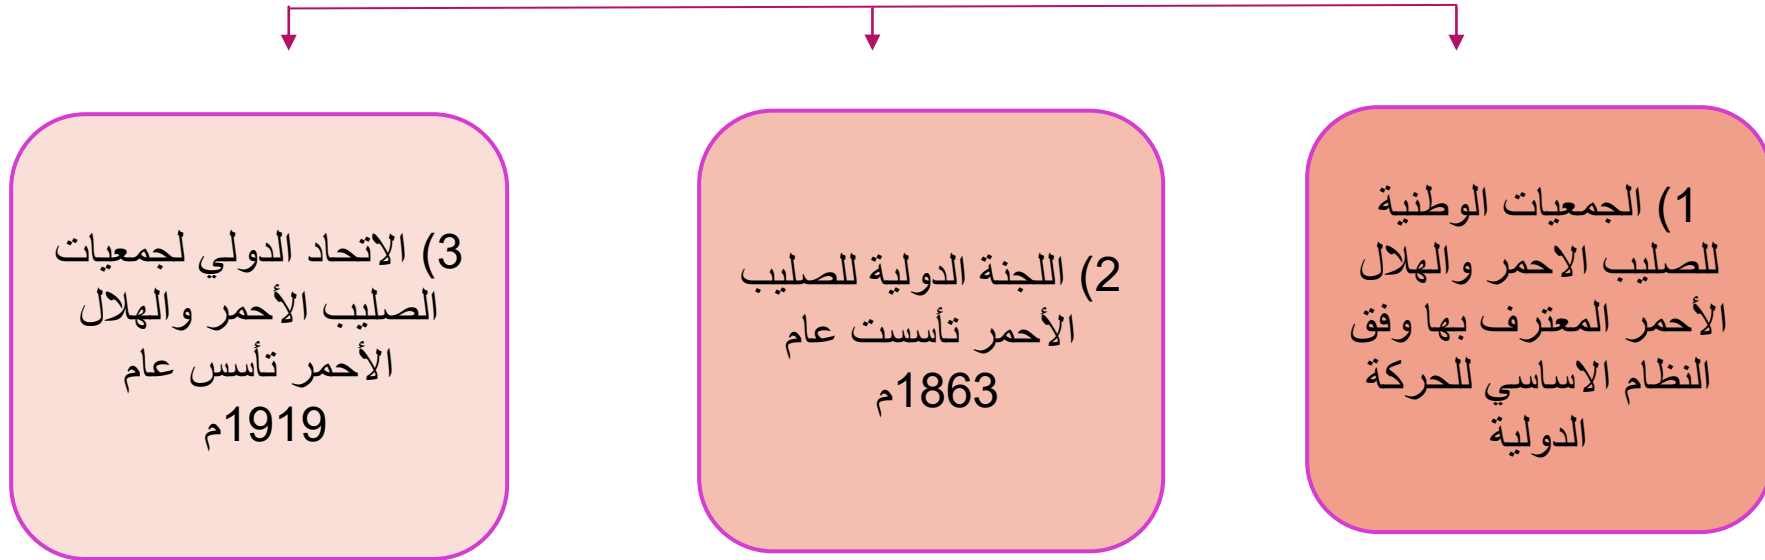 1) الجمعيات الوطنية
للصليب الاحمر والهلال
الأحمر المعترف بها وفق
النظام الاساسي للحركة
الدولية
2) اللجنة الدولية للصليب
الأحمر تأسست عام
1863م
3) الاتحاد الدولي لجمعيات
الصليب الأحمر والهلال
الأحمر تأسس عام
1919م